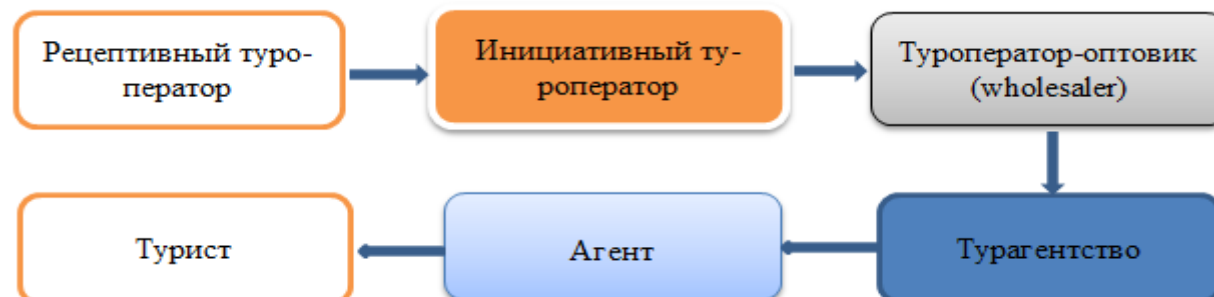 Рецептивный туро-
ператор
Инициативный ту-
роператор
Туроператор-оптовик
(wholesaler)
Турист
Агент
Турагентство